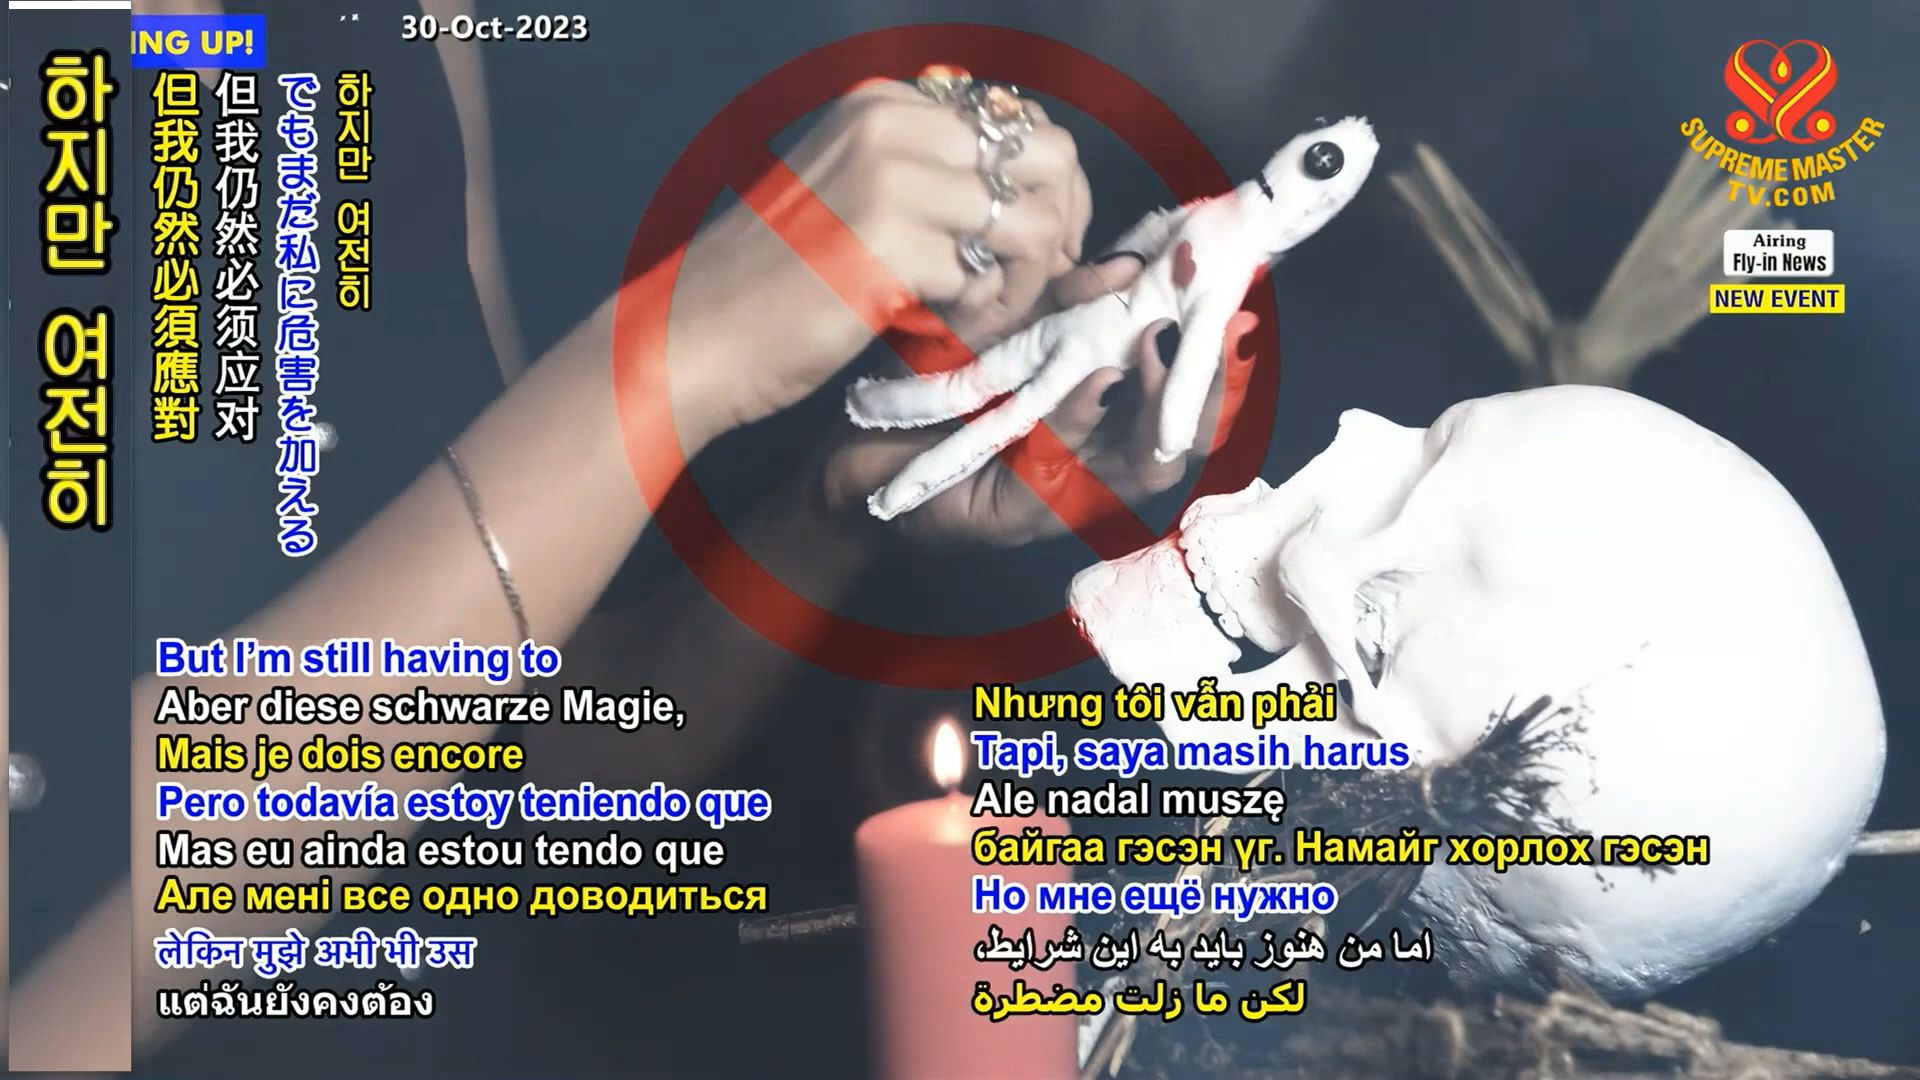 ING UP!
30-Oct-2023
하지만 여전히
但我仍然必須應對
但我仍然必须应对
でもまだ私に危害を加える
하지만 여전히
SUPREME MASTER
TV.COM
Airing
Fly-in News
NEW EVENT
But I'm still having to
Aber diese schwarze Magie,
Mais je dois encore
Pero todavía estoy teniendo que
Mas eu ainda estou tendo que
Але мені все одно доводиться
लेकिन मुझे अभी भी उस
แต่ฉันยังคงต้อง
Nhưng tôi vẫn phải
Tapi, saya masih harus
Ale nadal muszę
байгаа гэсэн үг. Намайг хорлох гэсэн
Но мне ещё нужно
اما من هنوز باید به این شرایط،
لكن ما زلت مضطرة